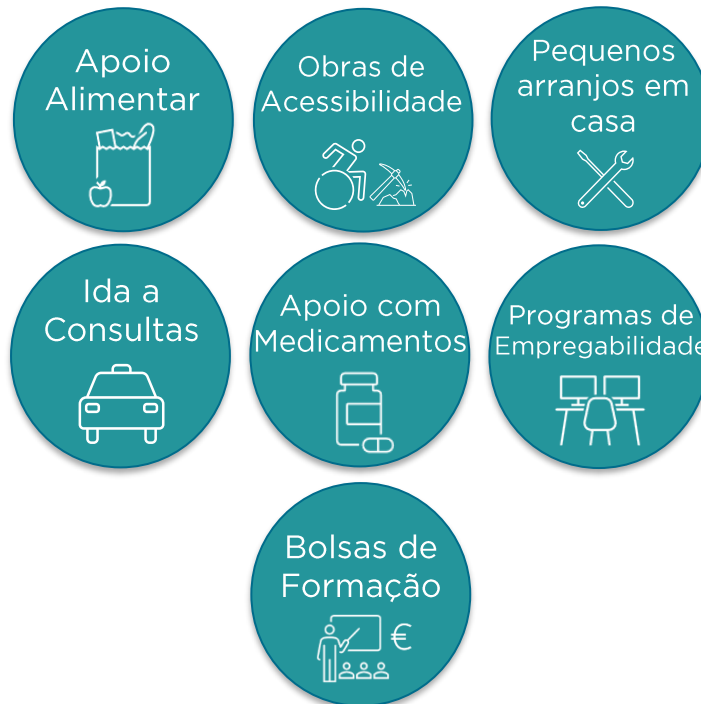 Apoio
Alimentar
Obras de
Acessibilidade
Pequenos
arranjos em
casa
Ida a
Consultas
Apoio com
Medicamentos
Programas de
Empregabilidade
Bolsas de
Formação
€